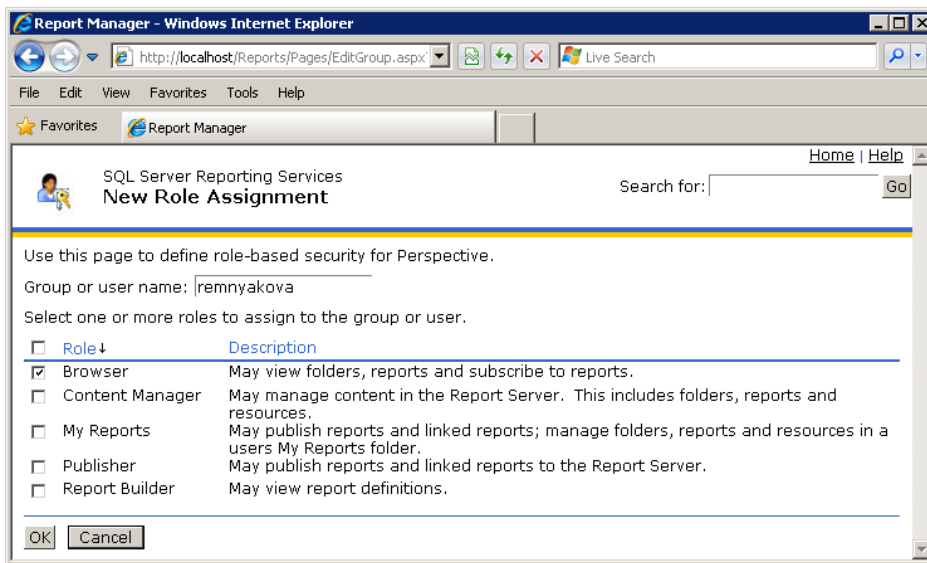 Report Manager - Windows Internet Explorer
http://localhost/Reports/Pages/EditGroup.aspx
Live Search
File Edit View Favorites Tools Help
Favorites Report Manager
Home | Help
SQL Server Reporting Services
New Role Assignment
Search for: Go
Use this page to define role-based security for Perspective.
Group or user name: remnyakova
Select one or more roles to assign to the group or user.
Role↓ Description
Browser May view folders, reports and subscribe to reports.
Content Manager May manage content in the Report Server. This includes folders, reports and
resources.
My Reports May publish reports and linked reports; manage folders, reports and resources in a
users My Reports folder.
Publisher May publish reports and linked reports to the Report Server.
Report Builder May view report definitions.
OK Cancel